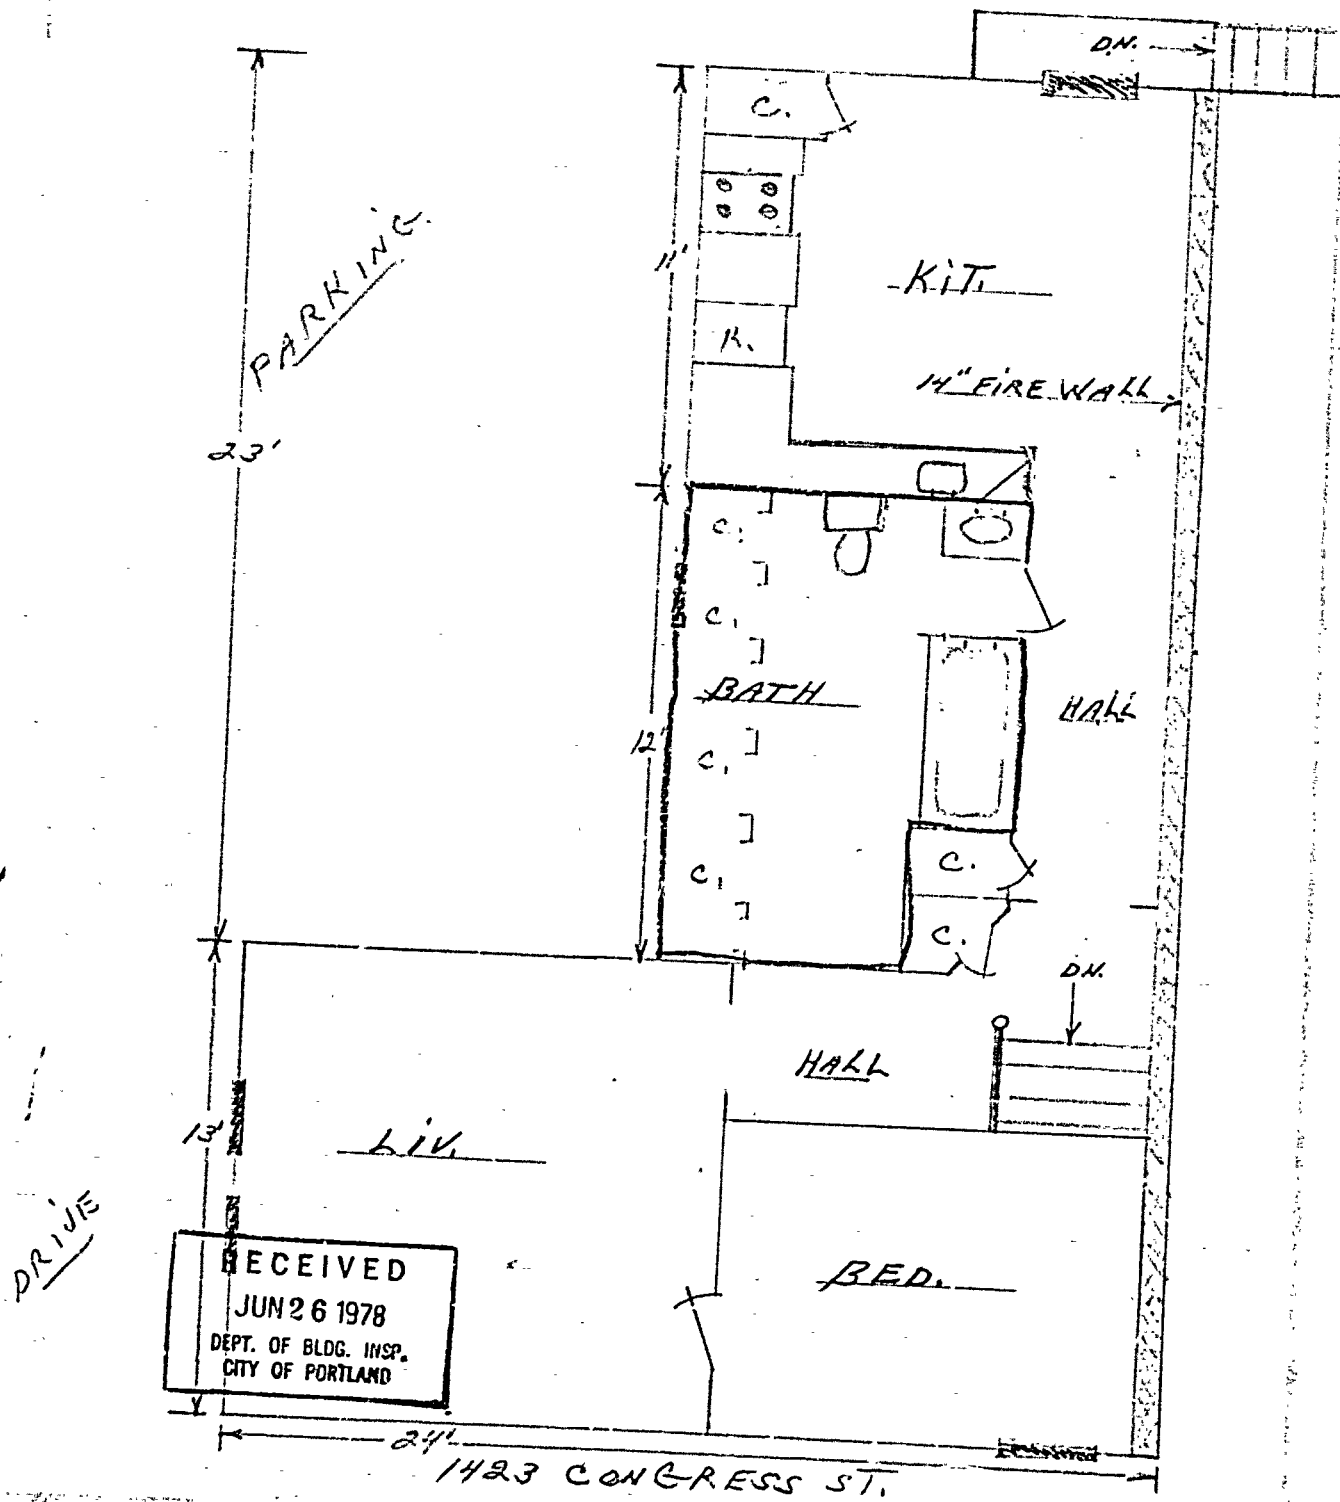 DN.
C.
PARKING.
11'
KIT.
R.
14" FIRE WALL
23'
C.
C.
BATH
HALL
12'
C.
C.
C.
C.
DN.
HALL
13'
LIV.
DRIVE
BED.
RECEIVED
JUN 26 1978
DEPT. OF BLDG. INSP.
CITY OF PORTLAND
24'
1423 CONGRESS ST.